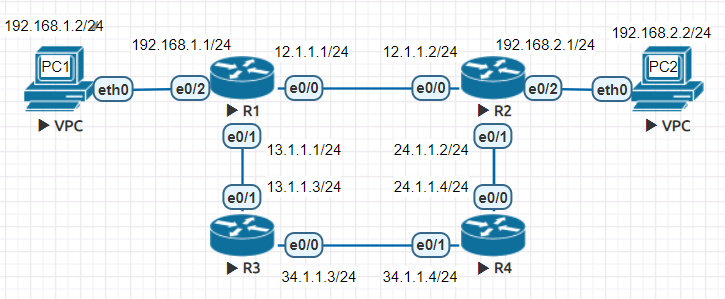 192.168.1.2/24
192.168.2.2/24
192.168.1.1/24
12.1.1.1/24
12.1.1.2/24
192.168.2.1/24
PC1
PC2
eth0
e0/2
e0/0
e0/0
e0/2
eth0
VPC
R1
R2
VPC
e0/1
e0/1
13.1.1.1/24
24.1.1.2/24
13.1.1.3/24
24.1.1.4/24
e0/1
e0/0
e0/0
e0/1
R3
R4
34.1.1.3/24
34.1.1.4/24